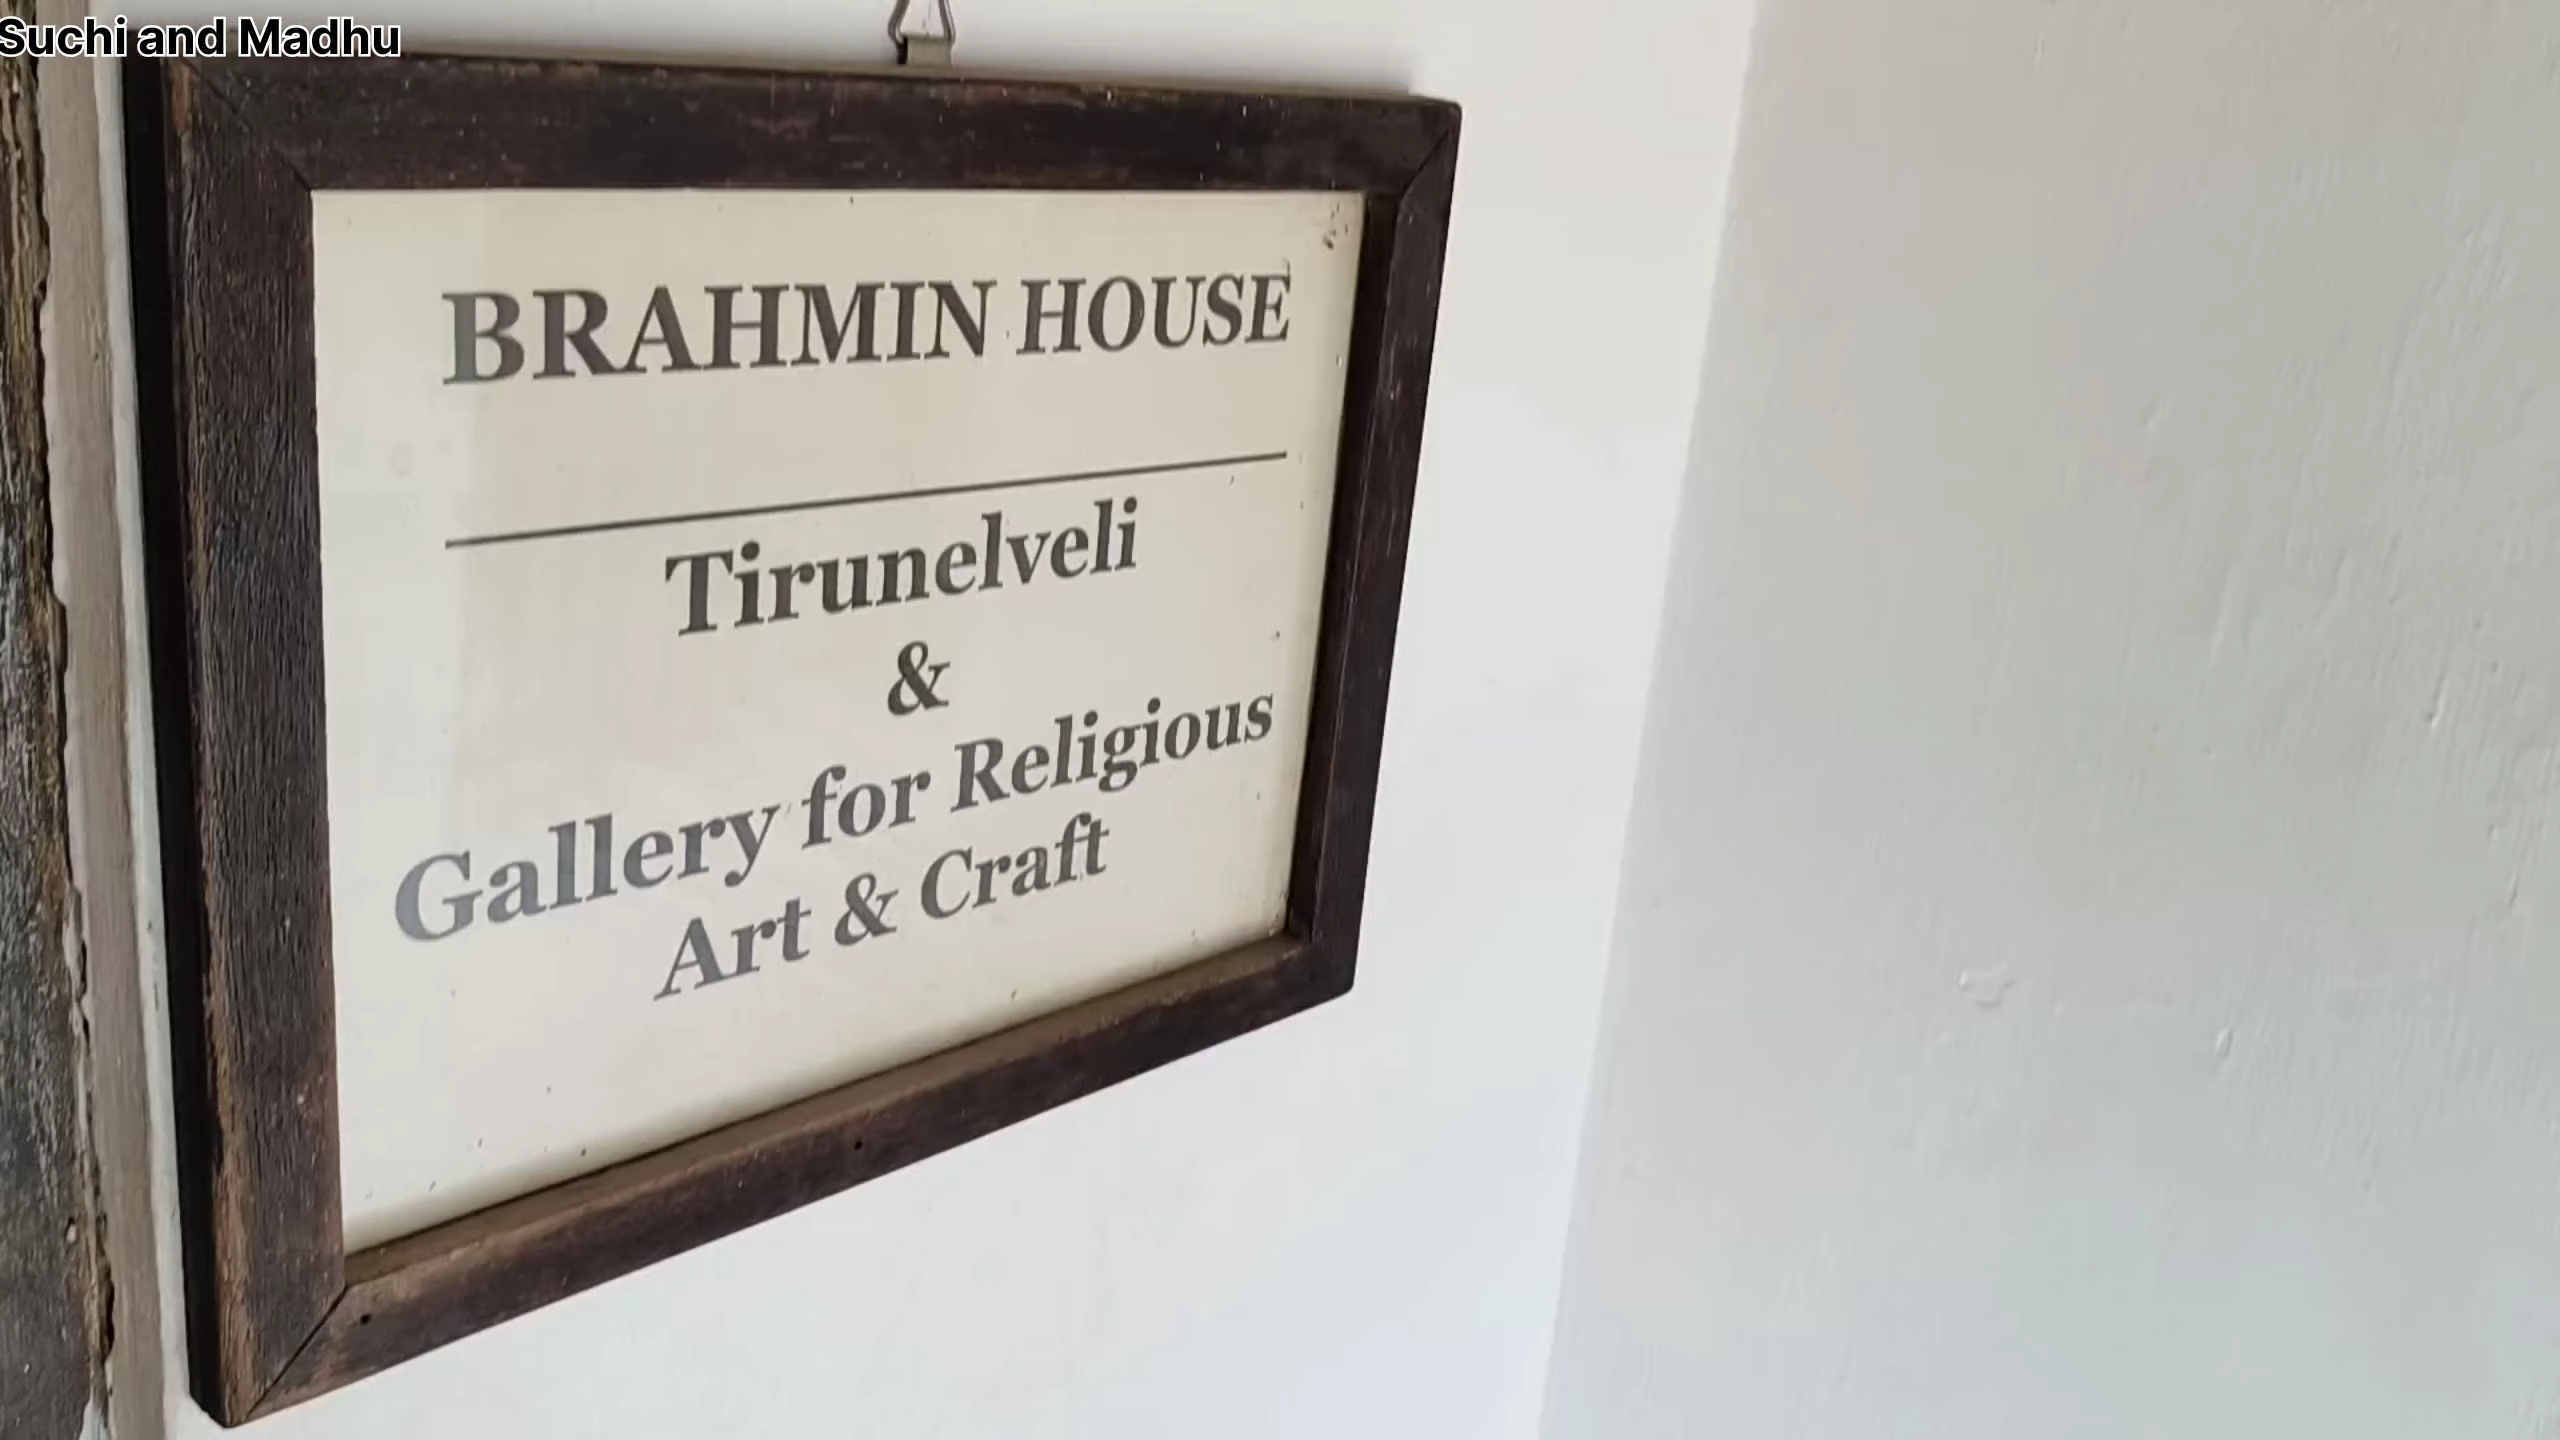 Suchi and Madhu
BRAHMIN HOUSE
Tirunelveli
&
Gallery for Religious
Art & Craft